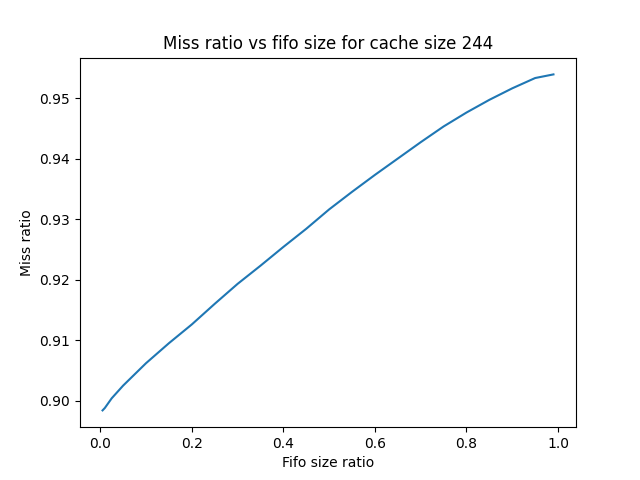 Miss ratio vs fifo size for cache size 244
0.95
0.94
0.93
0.92
0.91
0.90
Miss ratio
0.0 0.2 0.4 0.6 0.8 1.0
Fifo size ratio